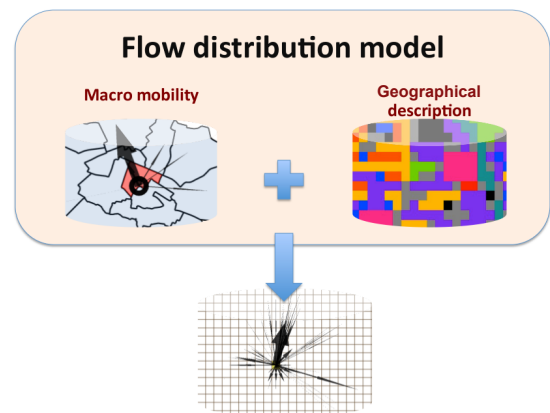 Flow distribution model
Macro mobility
Geographical
description